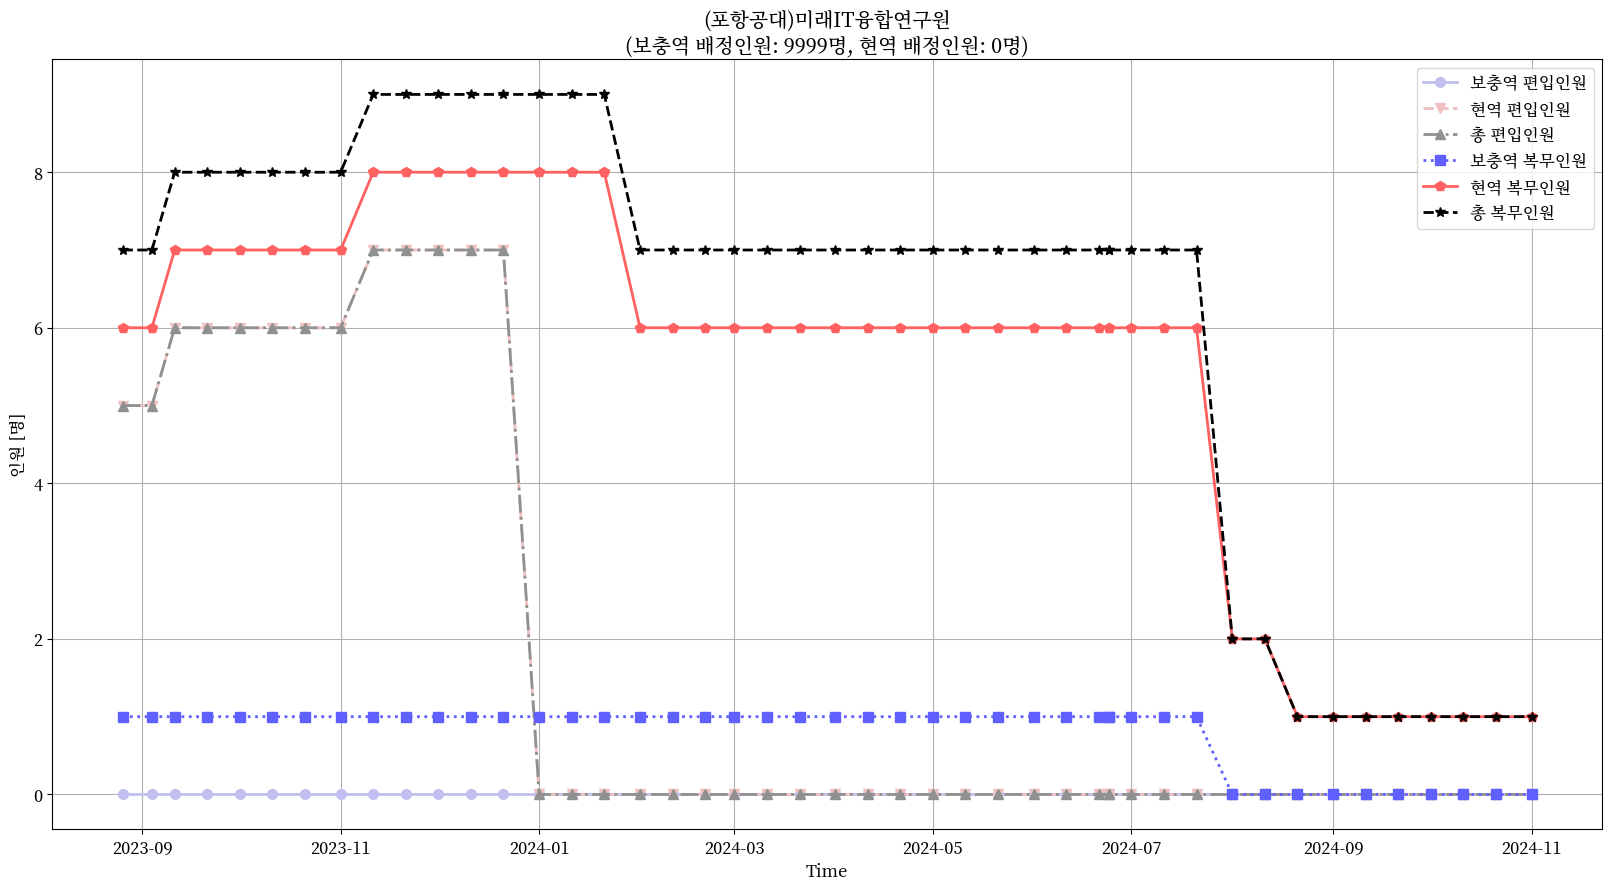 (포항공대)미래IT융합연구원
(보충역 배정인원: 9999명, 현역 배정인원: 0명)
보충역 편입인원
현역 편입인원
총 편입인원
보충역 복무인원
현역 복무인원
총 복무인원
인원 [명]
8
6
4
2
0
2023-09
2023-11
2024-01
2024-03
2024-05
2024-07
2024-09
2024-11
Time